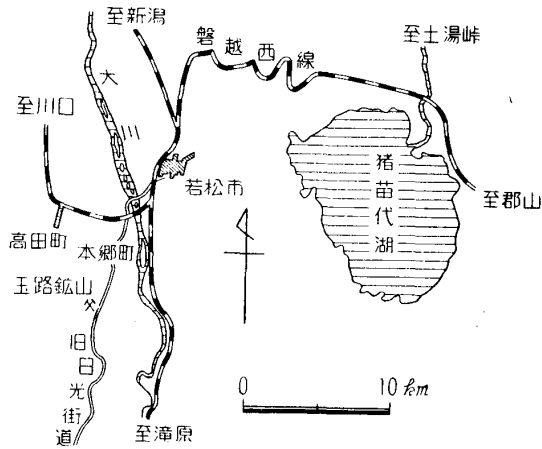 至新潟
磐越西線
至土湯峠
大川
至川口
若松市
猪苗代湖
至郡山
高田町
本郷町
玉路鉱山
旧日光街道
至滝原
0 10 km